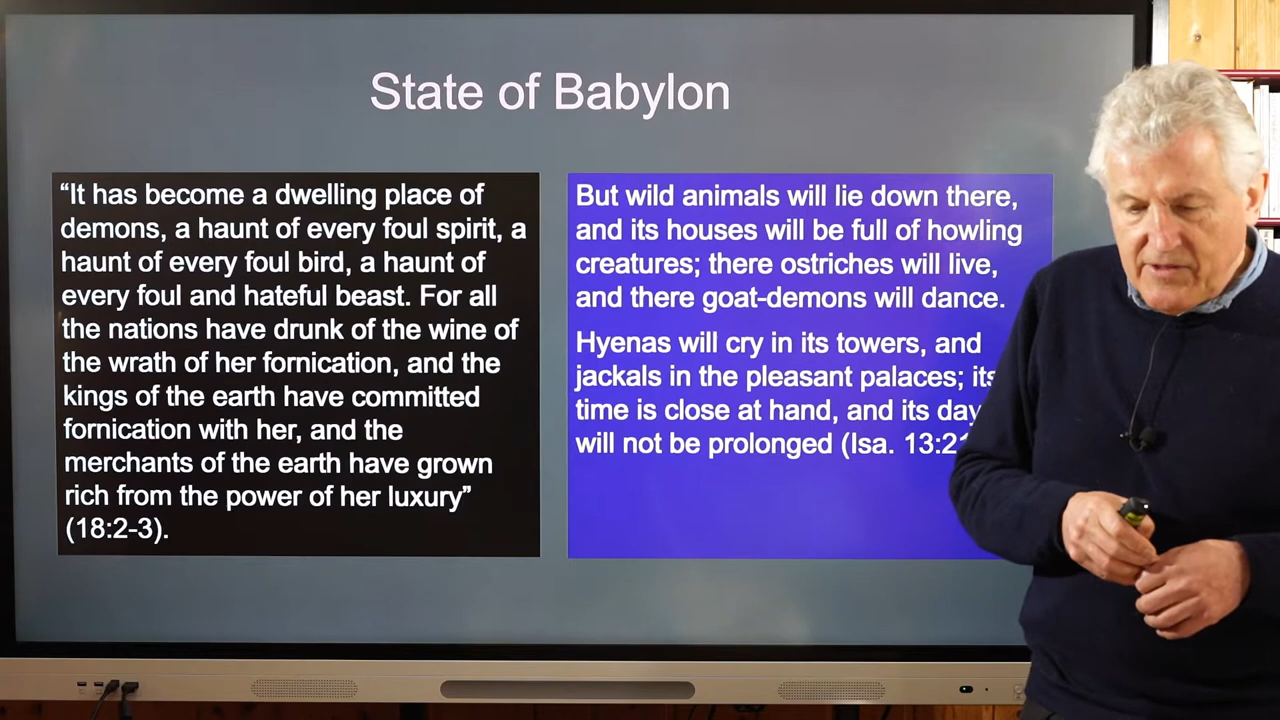 State of Babylon
“It has become a dwelling place of
demons, a haunt of every foul spirit, a
haunt of every foul bird, a haunt of
every foul and hateful beast. For all
the nations have drunk of the wine of
the wrath of her fornication, and the
kings of the earth have committed
fornication with her, and the
merchants of the earth have grown
rich from the power of her luxury”
(18:2-3).
But wild animals will lie down there,
and its houses will be full of howling
creatures; there ostriches will live,
and there goat-demons will dance.
Hyenas will cry in its towers, and
jackals in the pleasant palaces; its
time is close at hand, and its day
will not be prolonged (Isa.